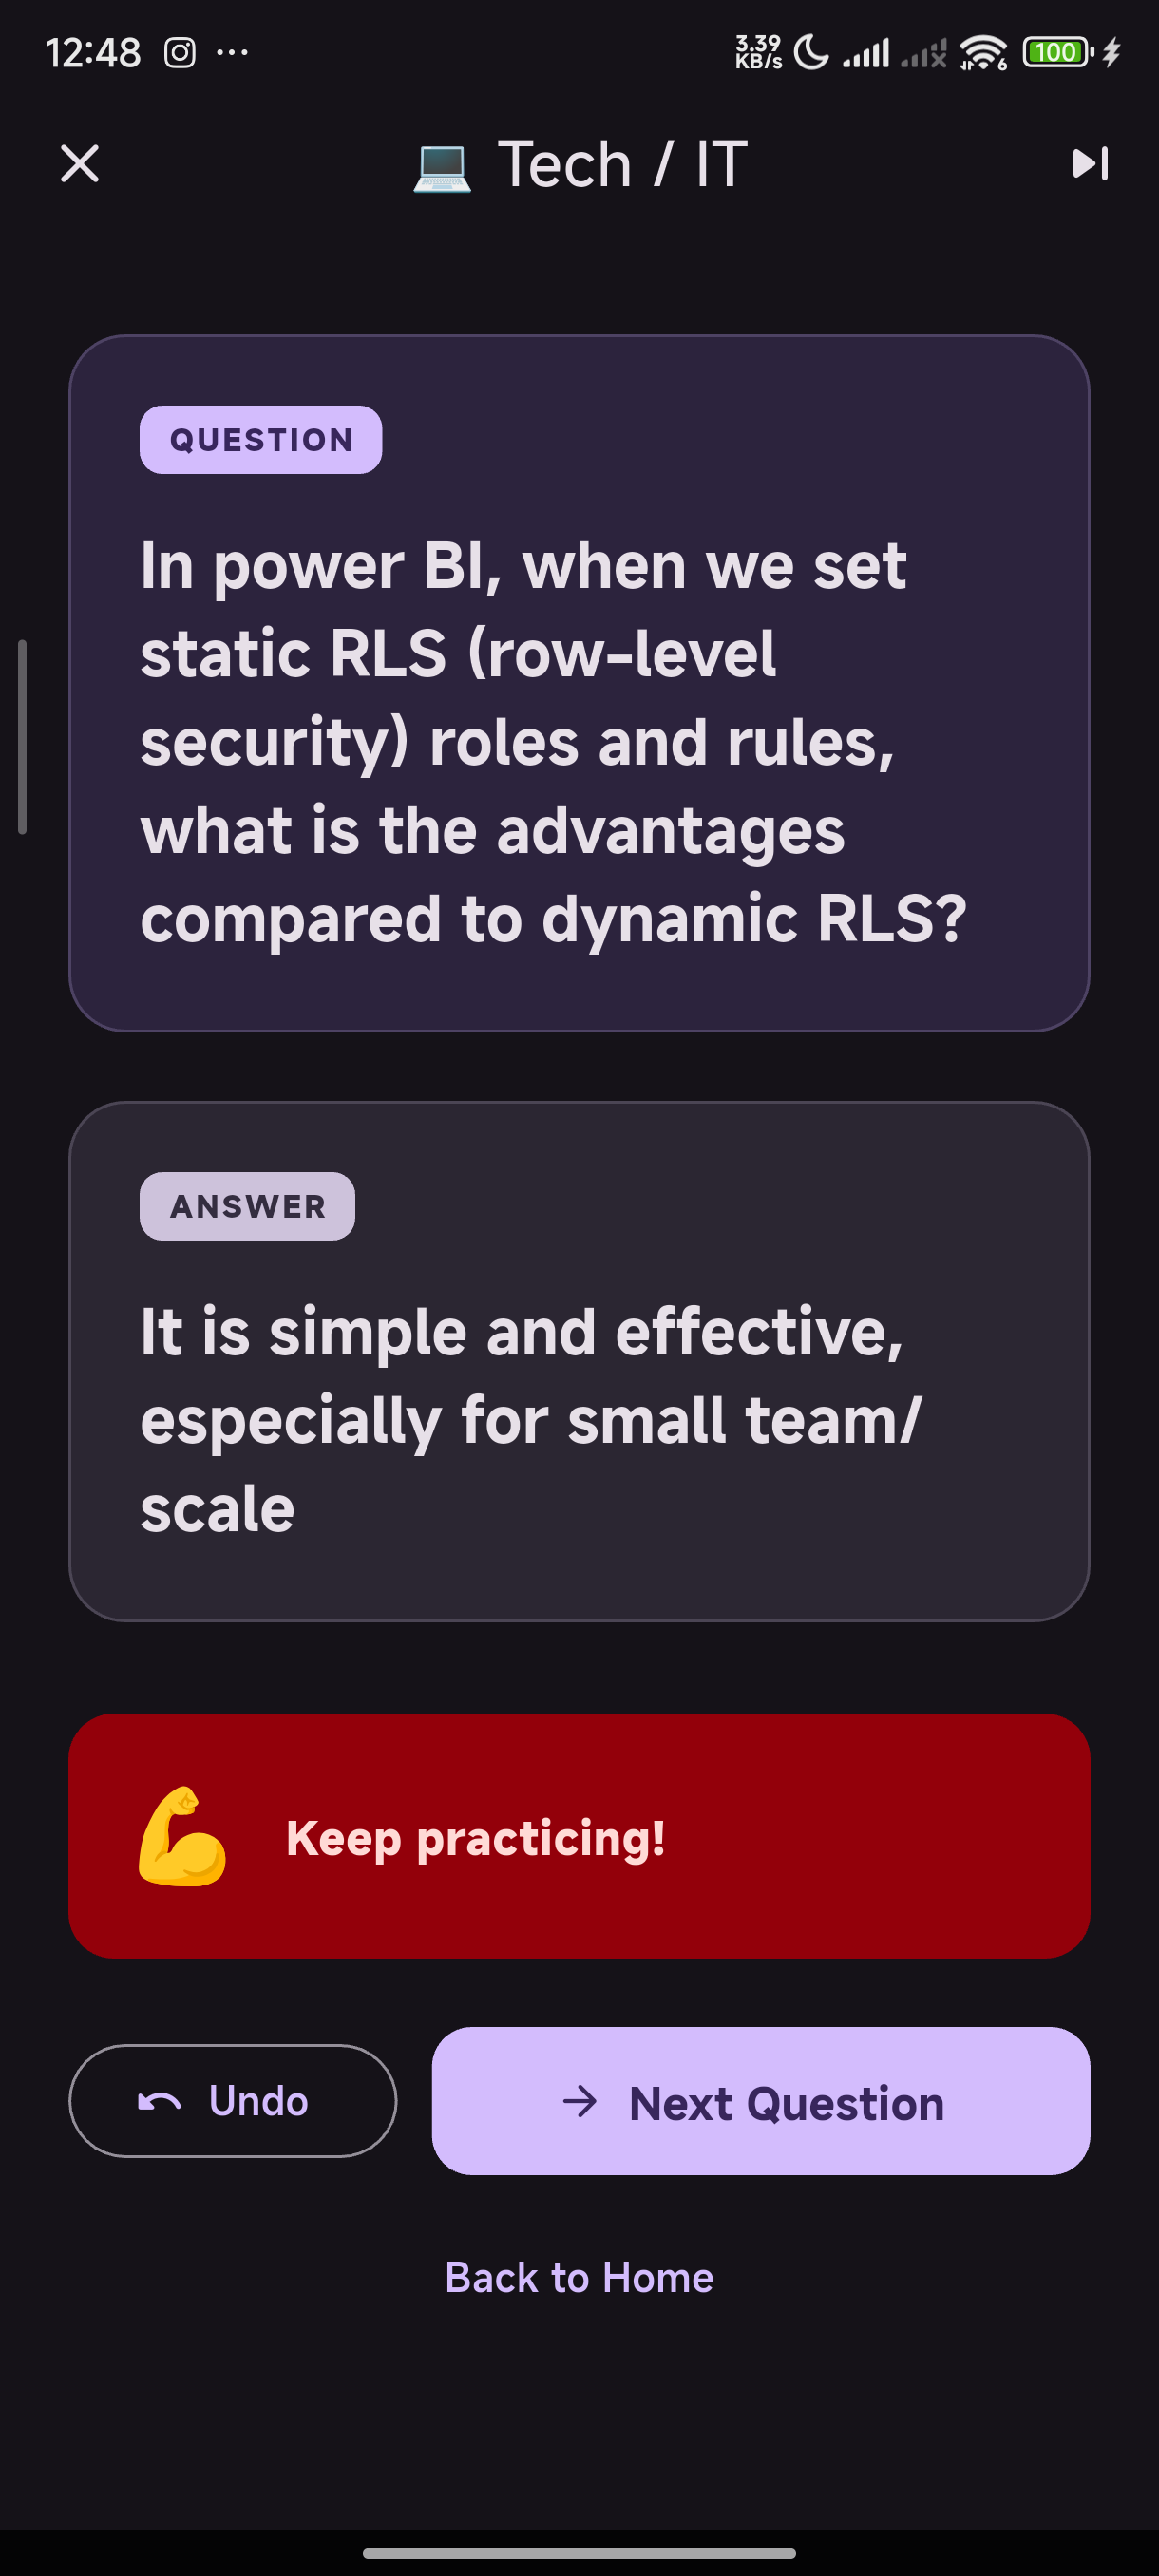 12:48
3.39
KB/s
6
100
Tech / IT
QUESTION
In power BI, when we set
static RLS (row-level
security) roles and rules,
what is the advantages
compared to dynamic RLS?
ANSWER
It is simple and effective,
especially for small team/
scale
Keep practicing!
Undo
Next Question
Back to Home